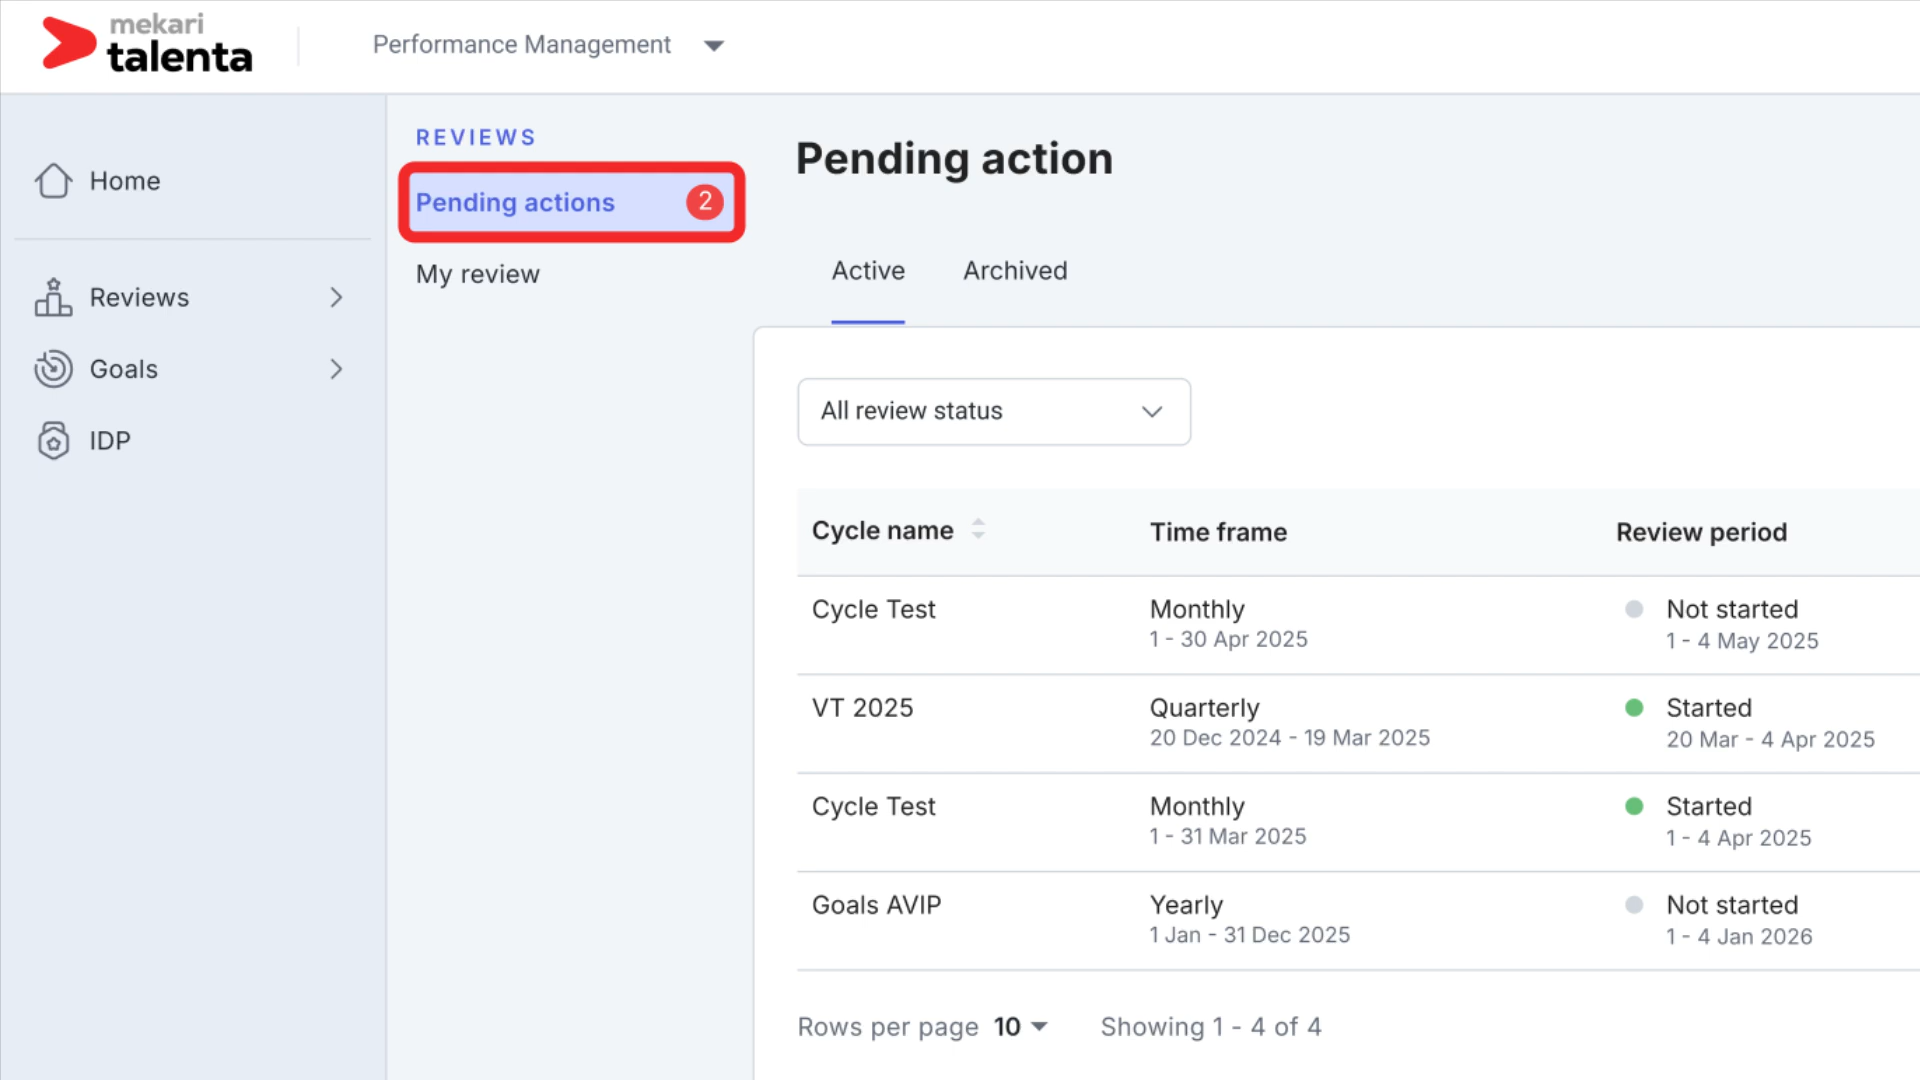 mekari
talenta
Performance Management
Home
Reviews
Goals
IDP
REVIEWS
Pending actions 2
My review
Pending action
Active Archived
All review status
Cycle name Time frame Review period
Cycle Test Monthly Not started
1 - 30 Apr 2025 1 - 4 May 2025
VT 2025 Quarterly Started
20 Dec 2024 - 19 Mar 2025 20 Mar - 4 Apr 2025
Cycle Test Monthly Started
1 - 31 Mar 2025 1 - 4 Apr 2025
Goals AVIP Yearly Not started
1 Jan - 31 Dec 2025 1 - 4 Jan 2026
Rows per page 10 Showing 1 - 4 of 4